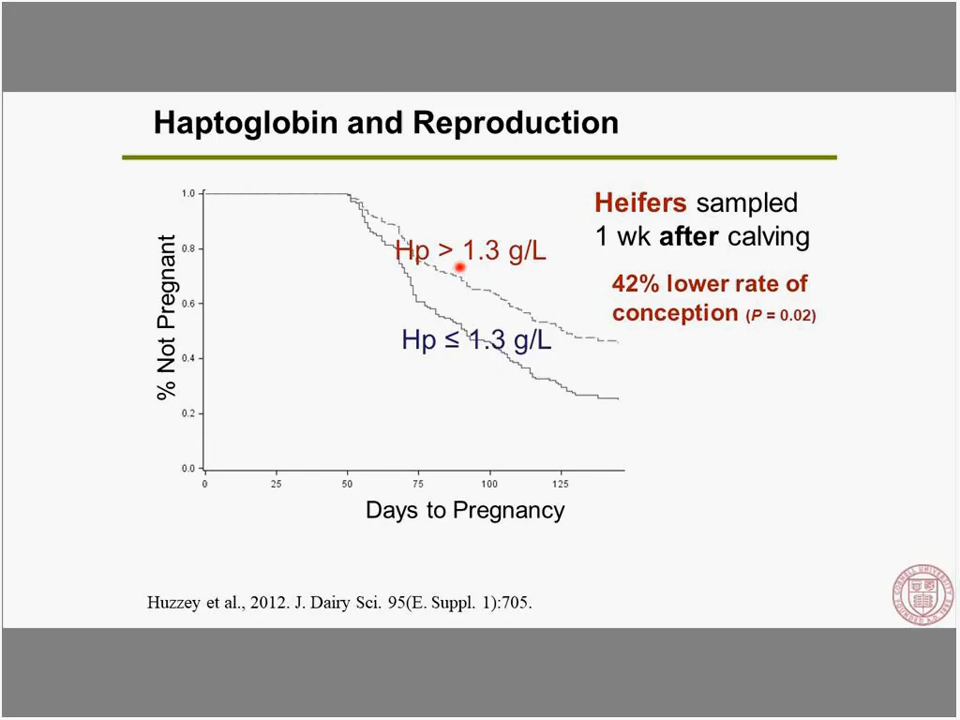 Haptoglobin and Reproduction
% Not Pregnant
1.0
0.8
0.6
0.4
0.2
0.0
0
25
50
75
100
125
Days to Pregnancy
Hp > 1.3 g/L
Hp ≤ 1.3 g/L
Heifers sampled
1 wk after calving
42% lower rate of
conception (P = 0.02)
Huzzey et al., 2012. J. Dairy Sci. 95(E. Suppl. 1):705.